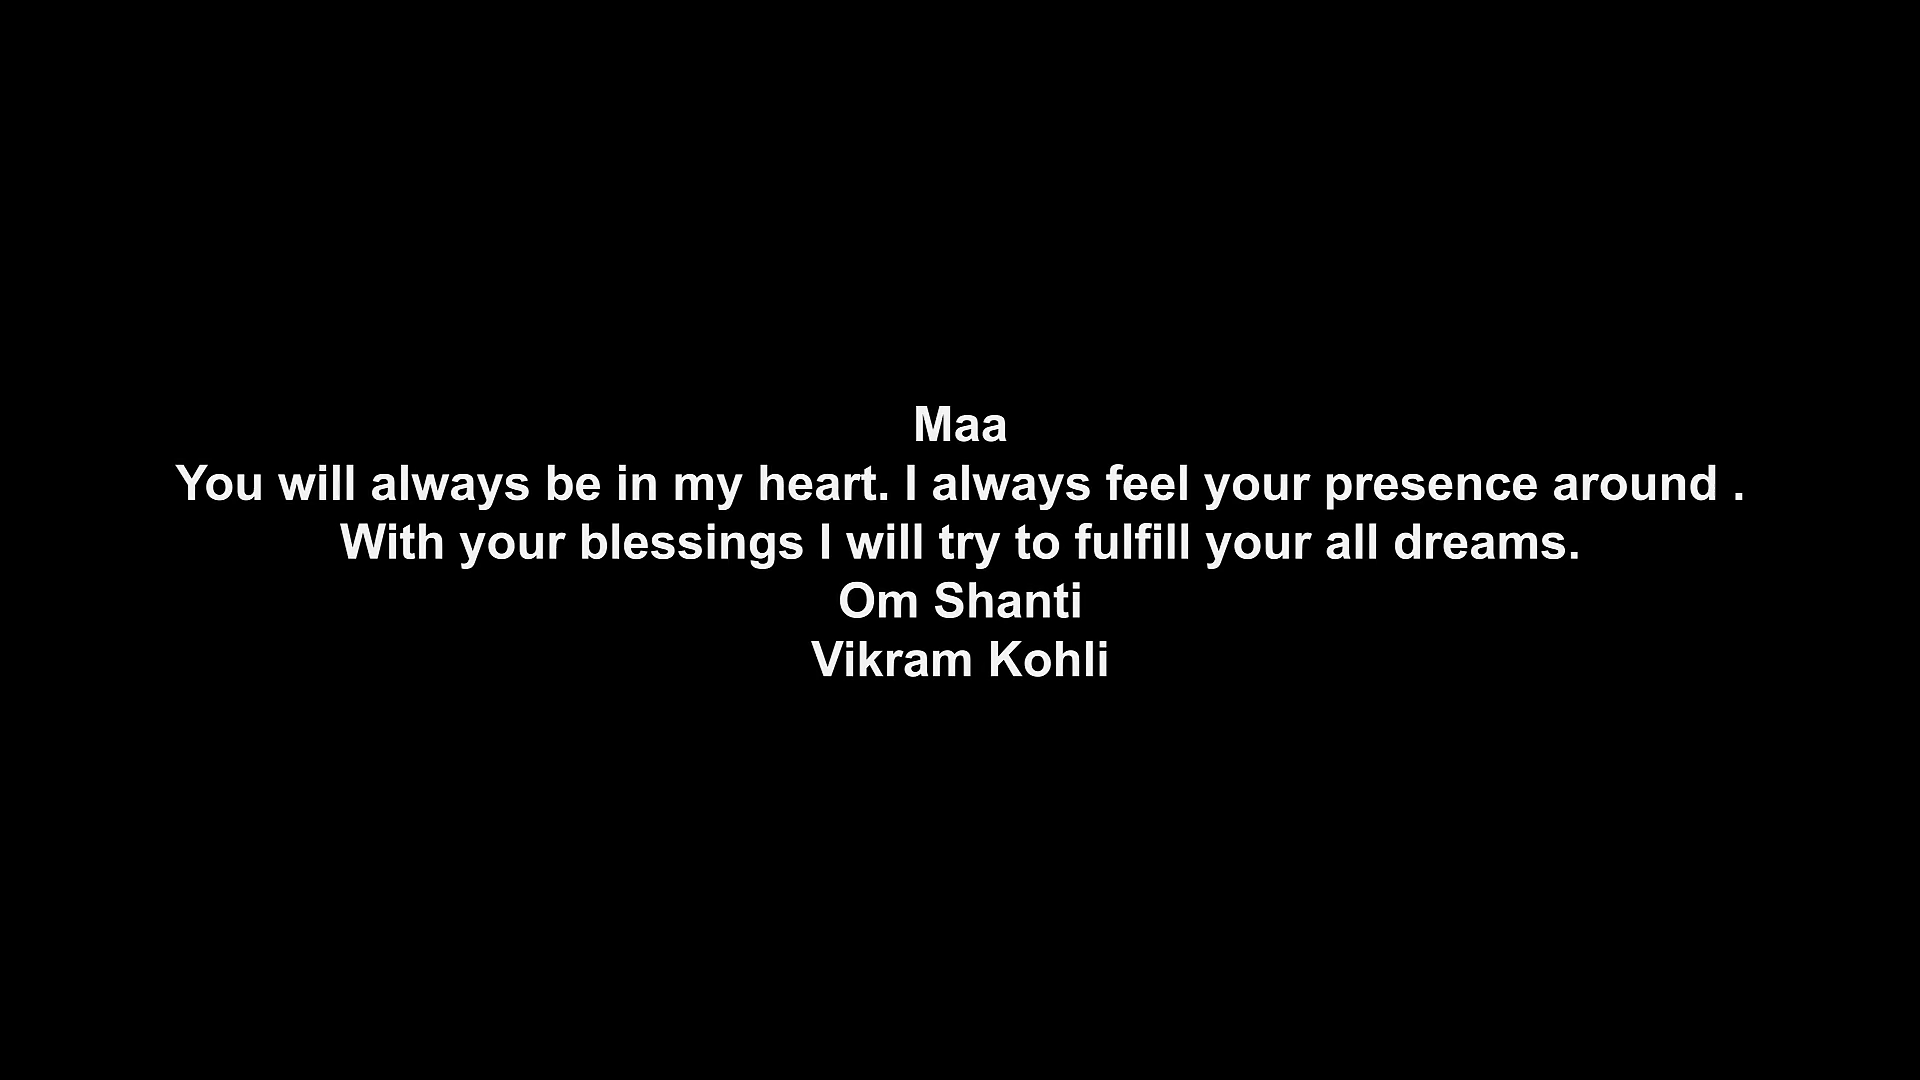 Maa
You will always be in my heart. I always feel your presence around .
With your blessings I will try to fulfill your all dreams.
Om Shanti
Vikram Kohli